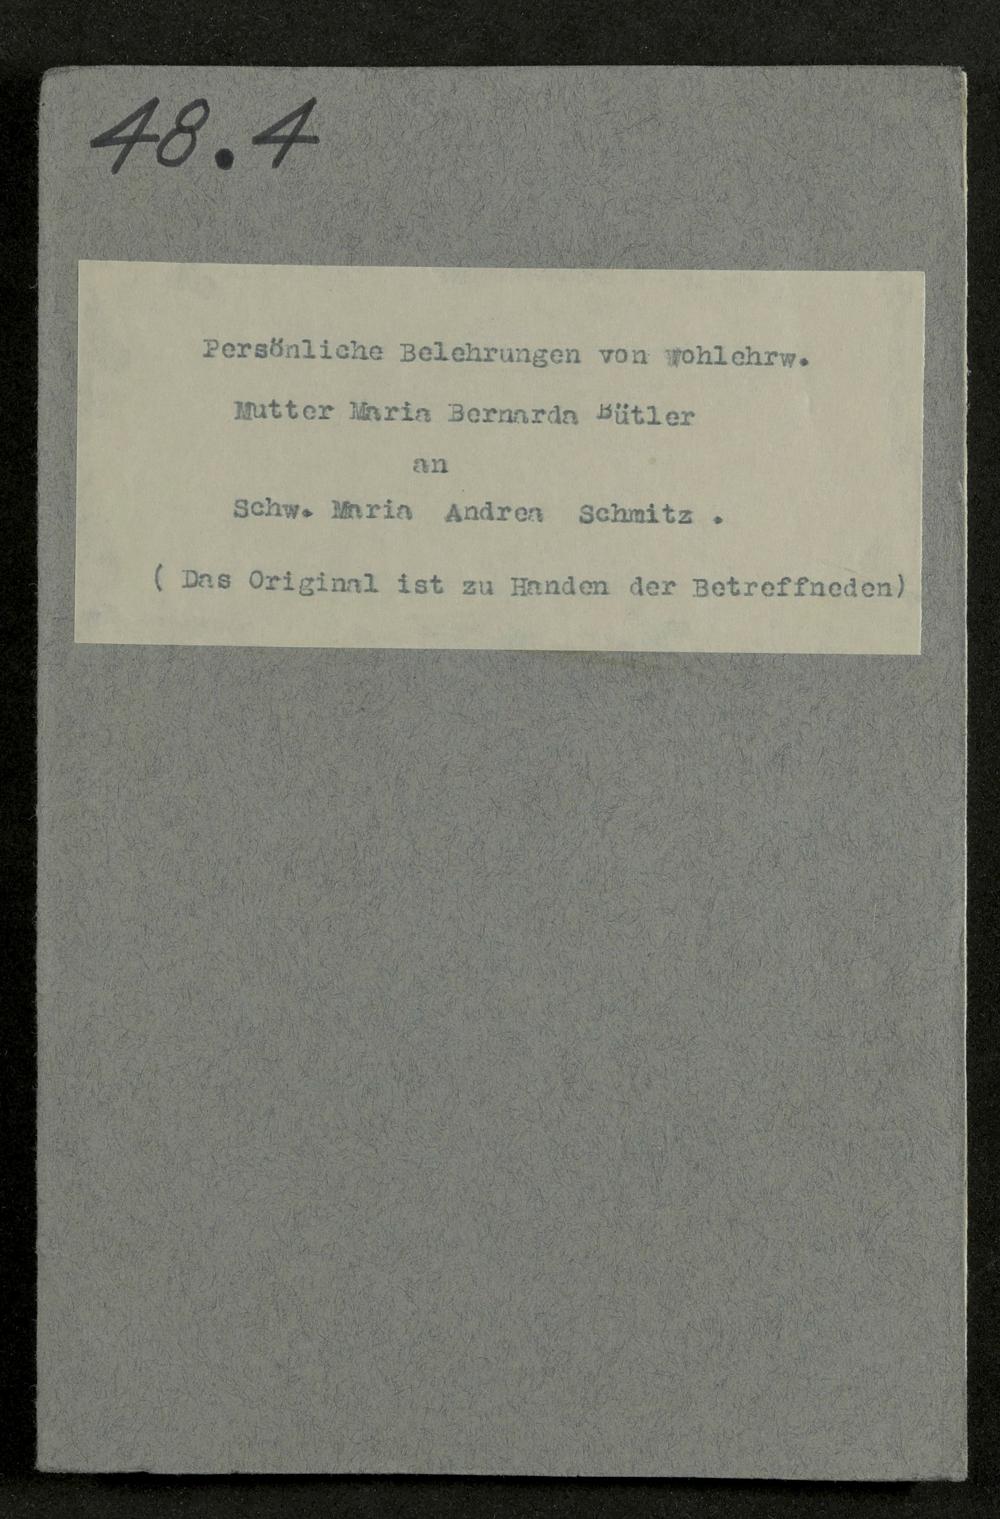 48.4
Persönliche Belehrungen von wohlehrw.
Mutter Maria Bernarda Bütler
an
Schw. Maria Andrea Schmitz .
( Das Original ist zu Handen der Betreffneden)